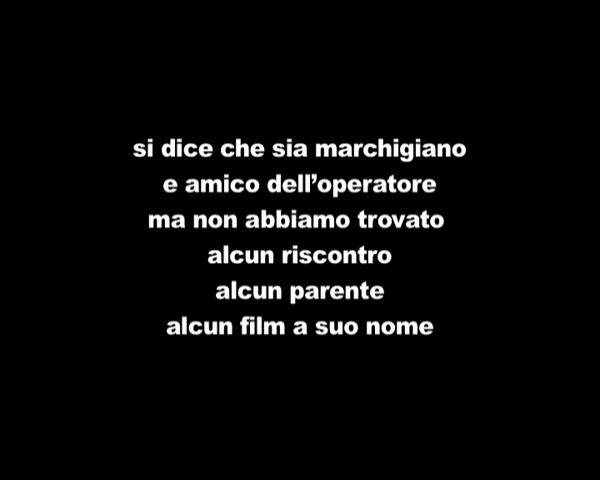 si dice che sia marchigiano
e amico dell’operatore
ma non abbiamo trovato
alcun riscontro
alcun parente
alcun film a suo nome